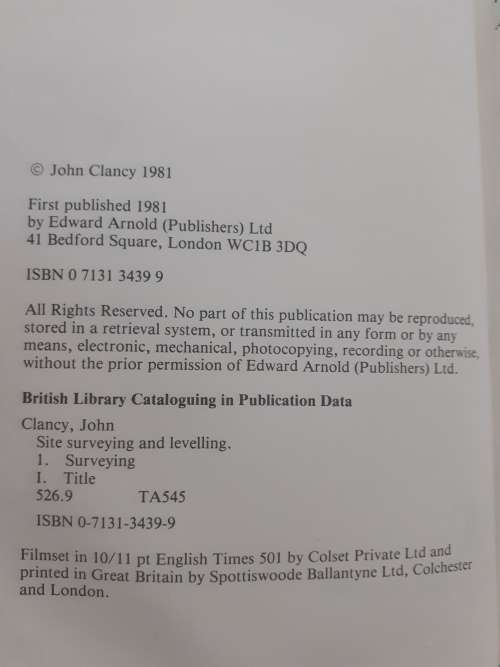 © John Clancy 1981
First published 1981
by Edward Arnold (Publishers) Ltd
41 Bedford Square, London WC1B 3DQ
ISBN 0 7131 3439 9
All Rights Reserved. No part of this publication may be reproduced,
stored in a retrieval system, or transmitted in any form or by any
means, electronic, mechanical, photocopying, recording or otherwise,
without the prior permission of Edward Arnold (Publishers) Ltd.
British Library Cataloguing in Publication Data
Clancy, John
Site surveying and levelling.
1. Surveying
I. Title
526.9 TA545
ISBN 0-7131-3439-9
Filmset in 10/11 pt English Times 501 by Colset Private Ltd and
printed in Great Britain by Spottiswoode Ballantyne Ltd, Colchester
and London.